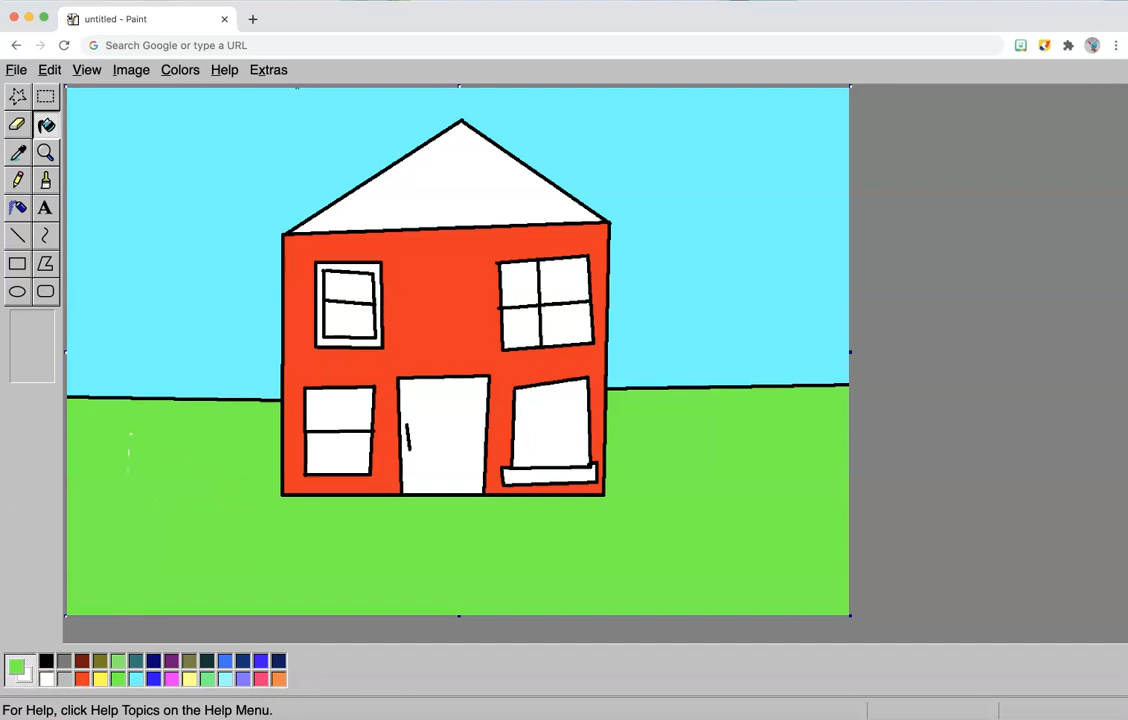 untitled - Paint
Search Google or type a URL
File Edit View Image Colors Help Extras
A
For Help, click Help Topics on the Help Menu.